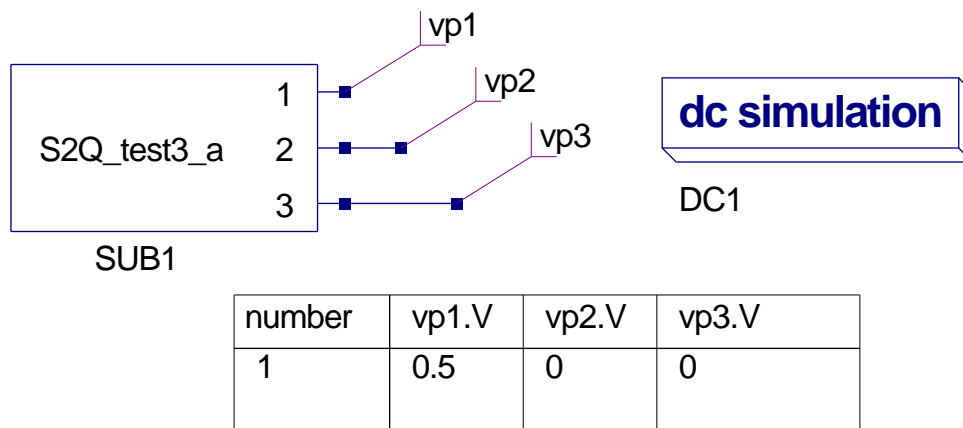 vp1
vp2
vp3
1
S2Q_test3_a 2
3
SUB1
dc simulation
DC1
number vp1.V vp2.V vp3.V
1 0.5 0 0